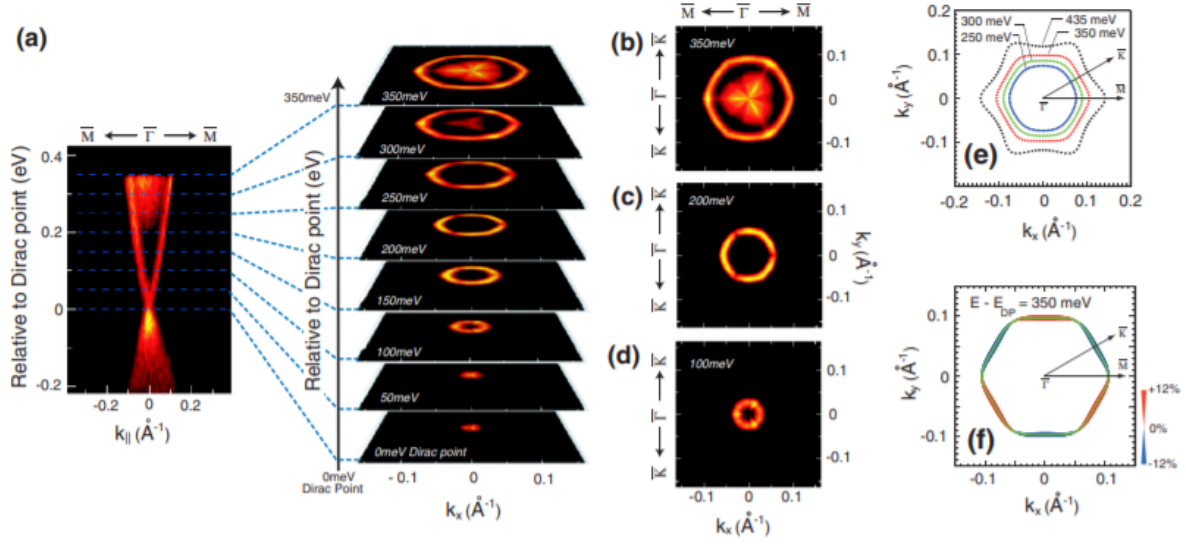 (a)
M̅ ← Γ̅ → M̅
Relative to Dirac point (eV)
0.4
0.2
0
-0.2
-0.2 0 0.2
k|| (Å⁻¹)
Relative to Dirac point (eV)
350meV
0meV
Dirac Point
350meV
300meV
250meV
200meV
150meV
100meV
50meV
0meV Dirac point
- 0.1 0 0.1
kx (Å⁻¹)
M̅ ← Γ̅ → M̅
(b)
350meV
K̅ ← Γ̅ → K̅
0.1
0
-0.1
(c)
200meV
K̅ ← Γ̅ → K̅
0.1
0
-0.1
ky (Å⁻¹)
(d)
100meV
K̅ ← Γ̅ → K̅
0.1
0
-0.1
-0.1 0 0.1
kx (Å⁻¹)
0.2
0.1
0
-0.1
-0.2
ky (Å⁻¹)
300 meV
250 meV
435 meV
350 meV
K̅
M̅
Γ̅
(e)
-0.2 -0.1 0 0.1 0.2
kx (Å⁻¹)
E - EDP = 350 meV
0.1
0
-0.1
ky (Å⁻¹)
K̅
M̅
Γ̅
(f)
+12%
0%
-12%
-0.1 0 0.1
kx (Å⁻¹)